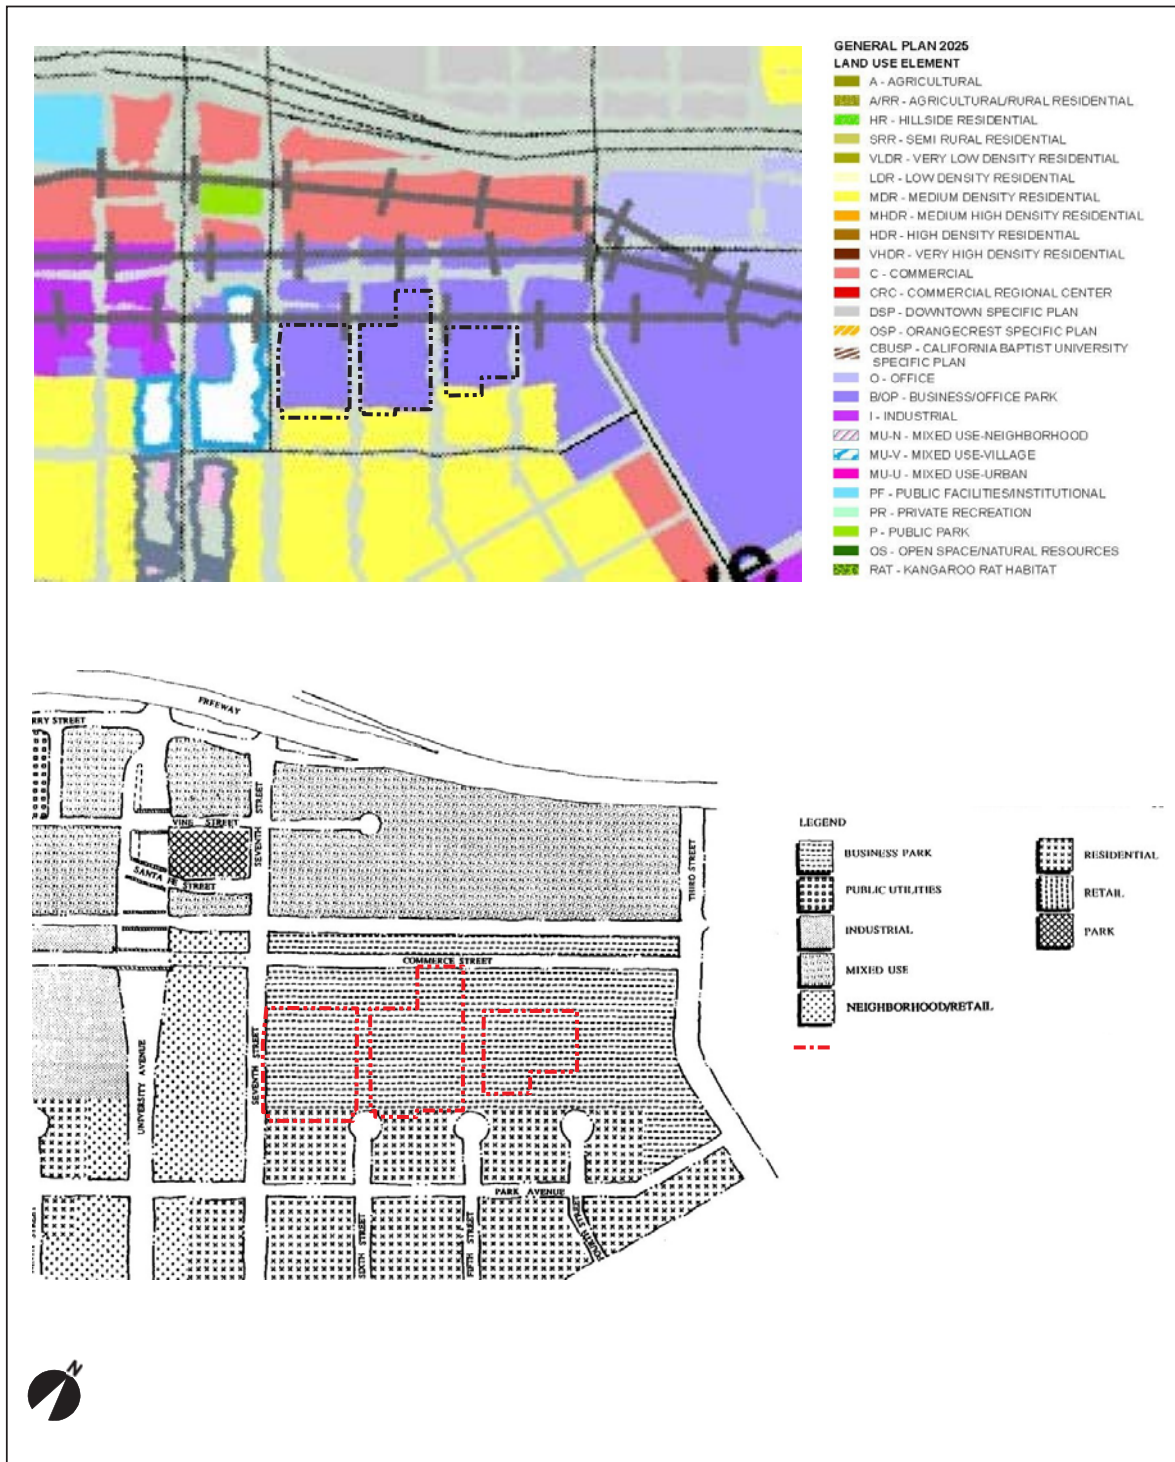 GENERAL PLAN 2025
LAND USE ELEMENT
A - AGRICULTURAL
A/RR - AGRICULTURAL/RURAL RESIDENTIAL
HR - HILLSIDE RESIDENTIAL
SRR - SEMI RURAL RESIDENTIAL
VLDR - VERY LOW DENSITY RESIDENTIAL
LDR - LOW DENSITY RESIDENTIAL
MDR - MEDIUM DENSITY RESIDENTIAL
MHDR - MEDIUM HIGH DENSITY RESIDENTIAL
HDR - HIGH DENSITY RESIDENTIAL
VHDR - VERY HIGH DENSITY RESIDENTIAL
C - COMMERCIAL
CRC - COMMERCIAL REGIONAL CENTER
DSP - DOWNTOWN SPECIFIC PLAN
OSP - ORANGECREST SPECIFIC PLAN
CBUSP - CALIFORNIA BAPTIST UNIVERSITY
SPECIFIC PLAN
O - OFFICE
B/OP - BUSINESS/OFFICE PARK
I - INDUSTRIAL
MU-N - MIXED USE-NEIGHBORHOOD
MU-V - MIXED USE-VILLAGE
MU-U - MIXED USE-URBAN
PF - PUBLIC FACILITIES/INSTITUTIONAL
PR - PRIVATE RECREATION
P - PUBLIC PARK
OS - OPEN SPACE/NATURAL RESOURCES
RAT - KANGAROO RAT HABITAT
FREEWAY
RRY STREET
SEVENTH STREET
VINE STREET
SANTA FE STREET
THIRD STREET
COMMERCE STREET
UNIVERSITY AVENUE
SEVENTH STREET
PARK AVENUE
SIXTH STREET
FIFTH STREET
FOURTH STREET
STREET
LEGEND
BUSINESS PARK
PUBLIC UTILITIES
INDUSTRIAL
MIXED USE
NEIGHBORHOOD/RETAIL
RESIDENTIAL
RETAIL
PARK
N